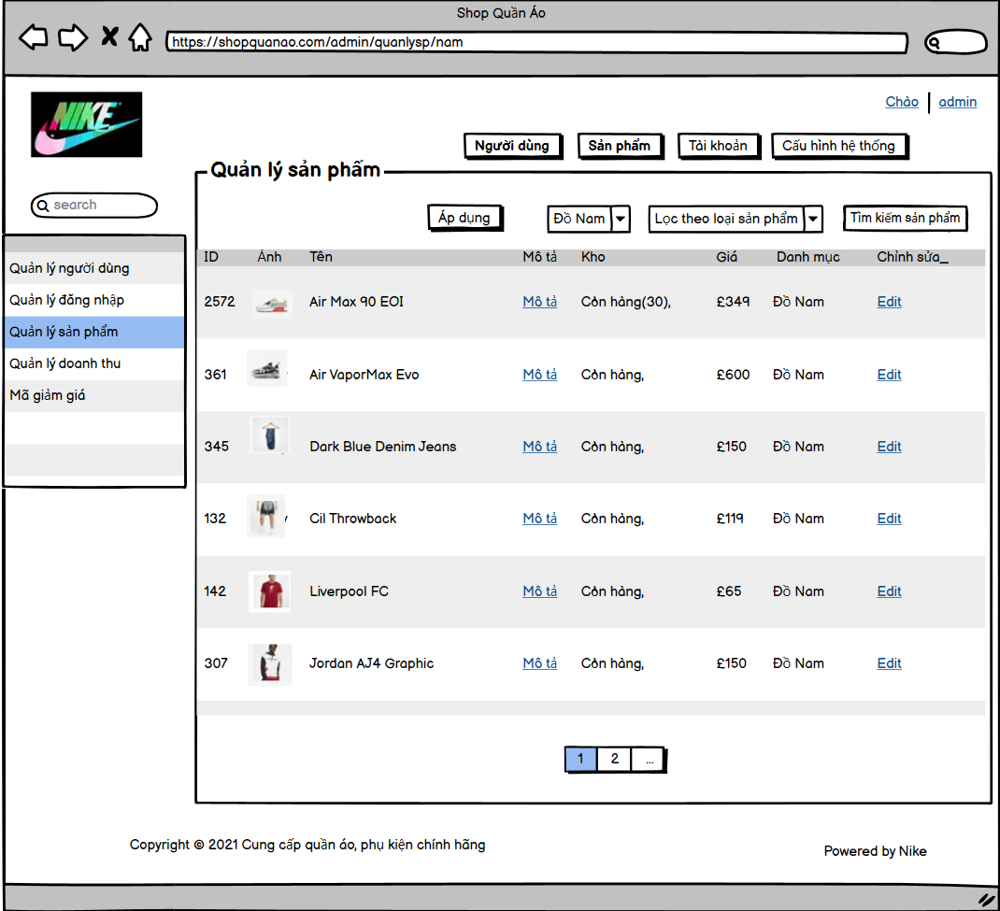 Shop Quần Áo
https://shopquanao.com/admin/quanlysp/nam
NIKE
Chào admin
Người dùng Sản phẩm Tài khoản Cấu hình hệ thống
Quản lý sản phẩm
search
Áp dụng Đồ Nam Lọc theo loại sản phẩm Tìm kiếm sản phẩm
Quản lý người dùng
Quản lý đăng nhập
Quản lý sản phẩm
Quản lý doanh thu
Mã giảm giá
ID Ảnh Tên Mô tả Kho Giá Danh mục Chỉnh sửa_
2572 Air Max 90 EOI Mô tả Còn hàng(30), £349 Đồ Nam Edit
361 Air VaporMax Evo Mô tả Còn hàng, £600 Đồ Nam Edit
345 Dark Blue Denim Jeans Mô tả Còn hàng, £150 Đồ Nam Edit
132 Cil Throwback Mô tả Còn hàng, £119 Đồ Nam Edit
142 Liverpool FC Mô tả Còn hàng, £65 Đồ Nam Edit
307 Jordan AJ4 Graphic Mô tả Còn hàng, £150 Đồ Nam Edit
1 2 ...
Copyright © 2021 Cung cấp quần áo, phụ kiện chính hãng
Powered by Nike